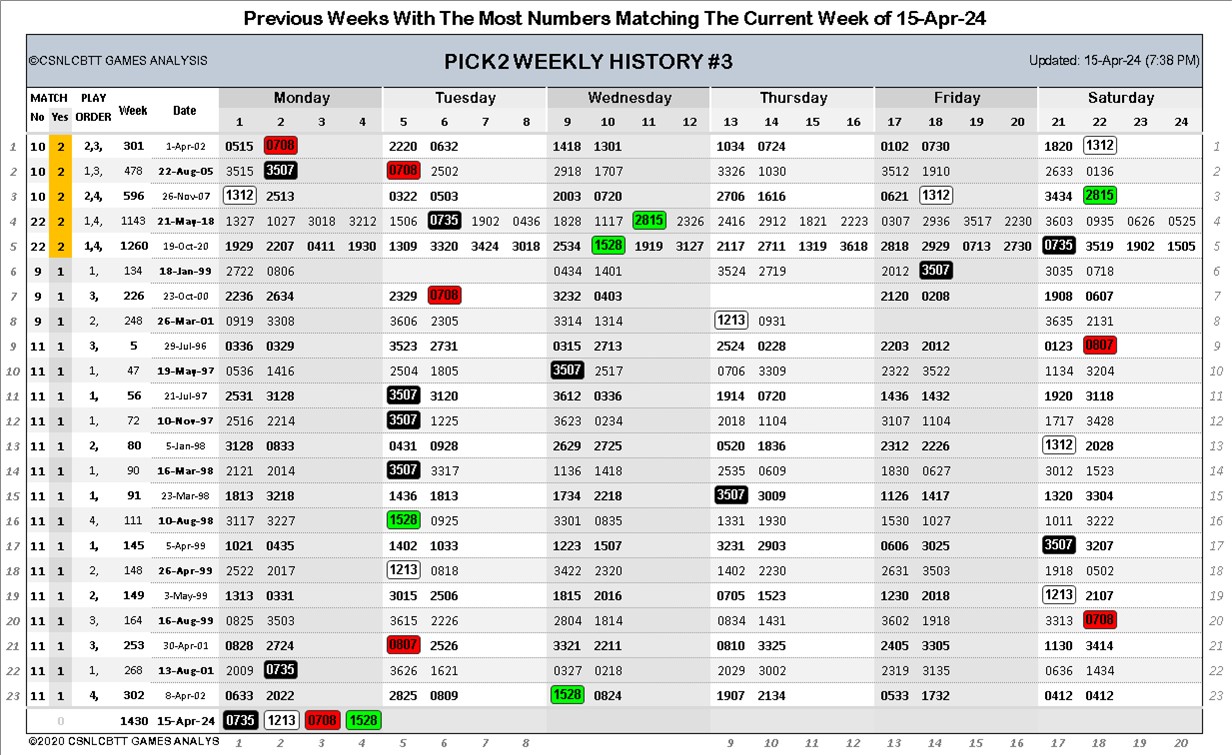 Previous Weeks With The Most Numbers Matching The Current Week of 15-Apr-24
©CSNLCBTT GAMES ANALYSIS PICK2 WEEKLY HISTORY #3 Updated: 15-Apr-24 (7:38 PM)
MATCH PLAY Week Date Monday Tuesday Wednesday Thursday Friday Saturday
No Yes ORDER 1 2 3 4 5 6 7 8 9 10 11 12 13 14 15 16 17 18 19 20 21 22 23 24
1 10 2 2,3, 301 1-Apr-02 0515 0708 2220 0632 1418 1301 1034 0724 0102 0730 1820 1312 1
2 10 2 1,3, 478 22-Aug-05 3515 3507 0708 2502 2918 1707 3326 1030 3512 1910 2633 0136 2
3 10 2 2,4, 596 26-Nov-07 1312 2513 0322 0503 2003 0720 2706 1616 0621 1312 3434 2815 3
4 22 2 1,4, 1143 21-May-18 1327 1027 3018 3212 1506 0735 1902 0436 1828 1117 2815 2326 2416 2912 1821 2223 0307 2936 3517 2230 3603 0935 0626 0525 4
5 22 2 1,4, 1260 19-Oct-20 1929 2207 0411 1930 1309 3320 3424 3018 2534 1528 1919 3127 2117 2711 1319 3618 2818 2929 0713 2730 0735 3519 1902 1505 5
6 9 1 1, 134 18-Jan-99 2722 0806 0434 1401 3524 2719 2012 3507 3035 0718 6
7 9 1 3, 226 23-Oct-00 2236 2634 2329 0708 3232 0403 2120 0208 1908 0607 7
8 9 1 2, 248 26-Mar-01 0919 3308 3606 2305 3314 1314 1213 0931 3635 2131 8
9 11 1 3, 5 29-Jul-96 0336 0329 3523 2731 0315 2713 2524 0228 2203 2012 0123 0807 9
10 11 1 1, 47 19-May-97 0536 1416 2504 1805 3507 2517 0706 3309 2322 3522 1134 3204 10
11 11 1 1, 56 21-Jul-97 2531 3128 3507 3120 3612 0336 1914 0720 1436 1432 1920 3118 11
12 11 1 1, 72 10-Nov-97 2516 2214 3507 1225 3623 0234 2018 1104 3107 1104 1717 3428 12
13 11 1 2, 80 5-Jan-98 3128 0833 0431 0928 2629 2725 0520 1836 2312 2226 1312 2028 13
14 11 1 1, 90 16-Mar-98 2121 2014 3507 3317 1136 1418 2535 0609 1830 0627 3012 1523 14
15 11 1 1, 91 23-Mar-98 1813 3218 1436 1813 1734 2218 3507 3009 1126 1417 1320 3304 15
16 11 1 4, 111 10-Aug-98 3117 3227 1528 0925 3301 0835 1331 1930 1530 1027 1011 3222 16
17 11 1 1, 145 5-Apr-99 1021 0435 1402 1033 1223 1507 3231 2903 0606 3025 3507 3207 17
18 11 1 2, 148 26-Apr-99 2522 2017 1213 0818 3422 2320 1402 2230 2631 3503 1918 0502 18
19 11 1 2, 149 3-May-99 1313 0331 3015 2506 1815 2016 0705 1523 1230 2018 1213 2107 19
20 11 1 3, 164 16-Aug-99 0825 3503 3615 2226 2804 1814 0834 1431 3602 1918 3313 0708 20
21 11 1 3, 253 30-Apr-01 0828 2724 0807 2526 3321 2211 0810 3325 2405 3305 1130 3414 21
22 11 1 1, 268 13-Aug-01 2009 0735 3626 1621 0327 0218 2029 3002 2319 3135 0636 1434 22
23 11 1 4, 302 8-Apr-02 0633 2022 2825 0809 1528 0824 1907 2134 0533 1732 0412 0412 23
0 1430 15-Apr-24 0735 1213 0708 1528
©2020 CSNLCBTT GAMES ANALYS 1 2 3 4 5 6 7 8 9 10 11 12 13 14 15 16 17 18 19 20